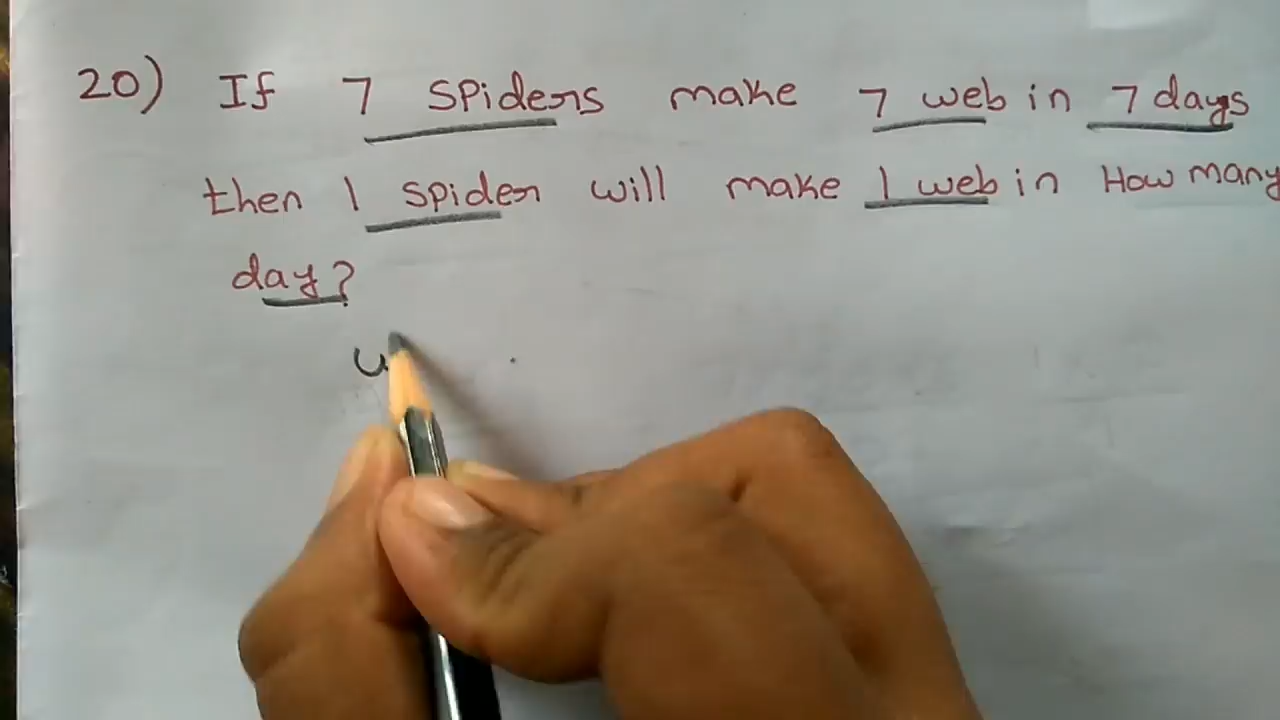 20) If 7 spiders make 7 web in 7 days
then 1 spider will make 1 web in How many
day?